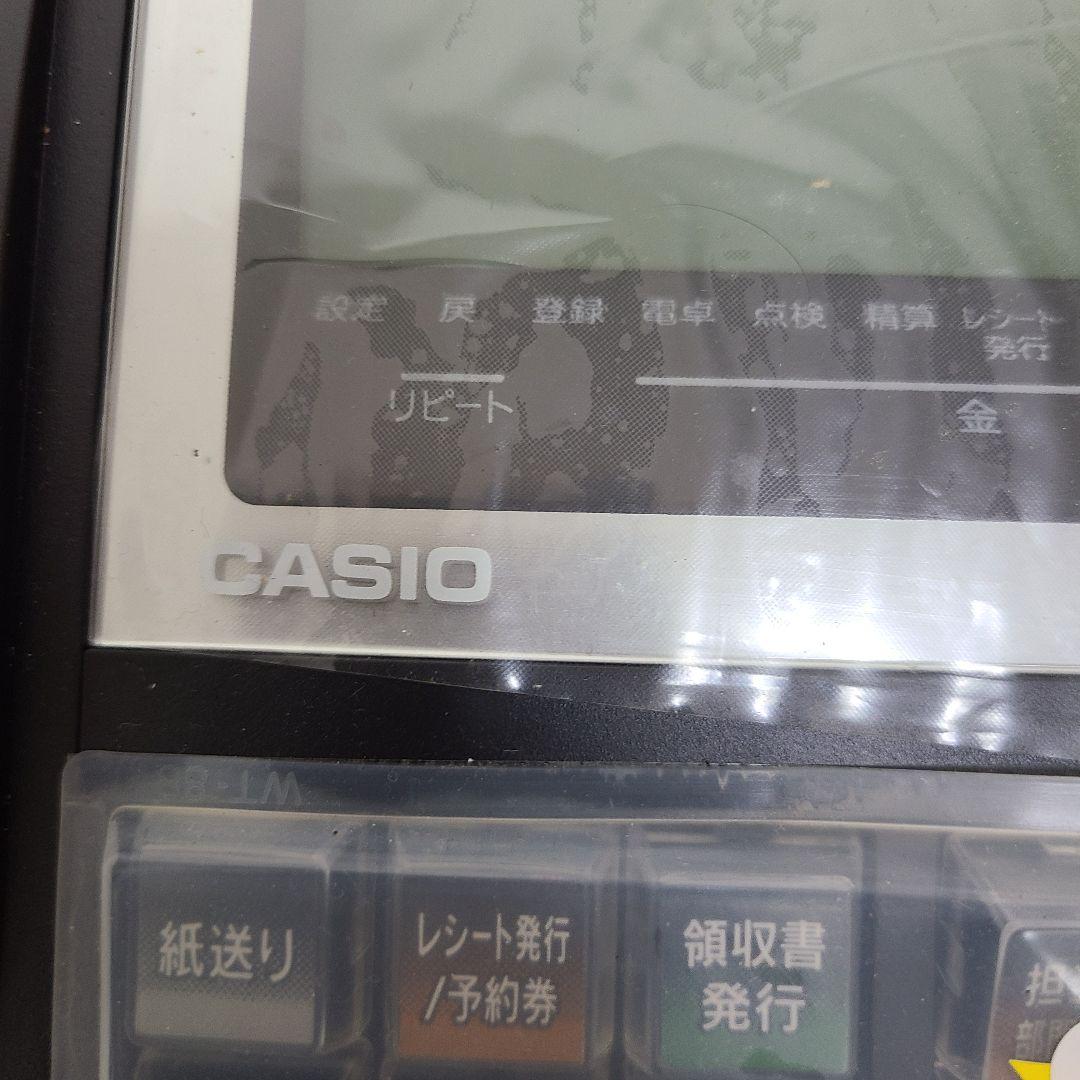 設定 戻 登録 電卓 点検 精算 レシート
発行
リピート 金
CASIO
紙送り
レシート発行
/予約券
領収書
発行
担